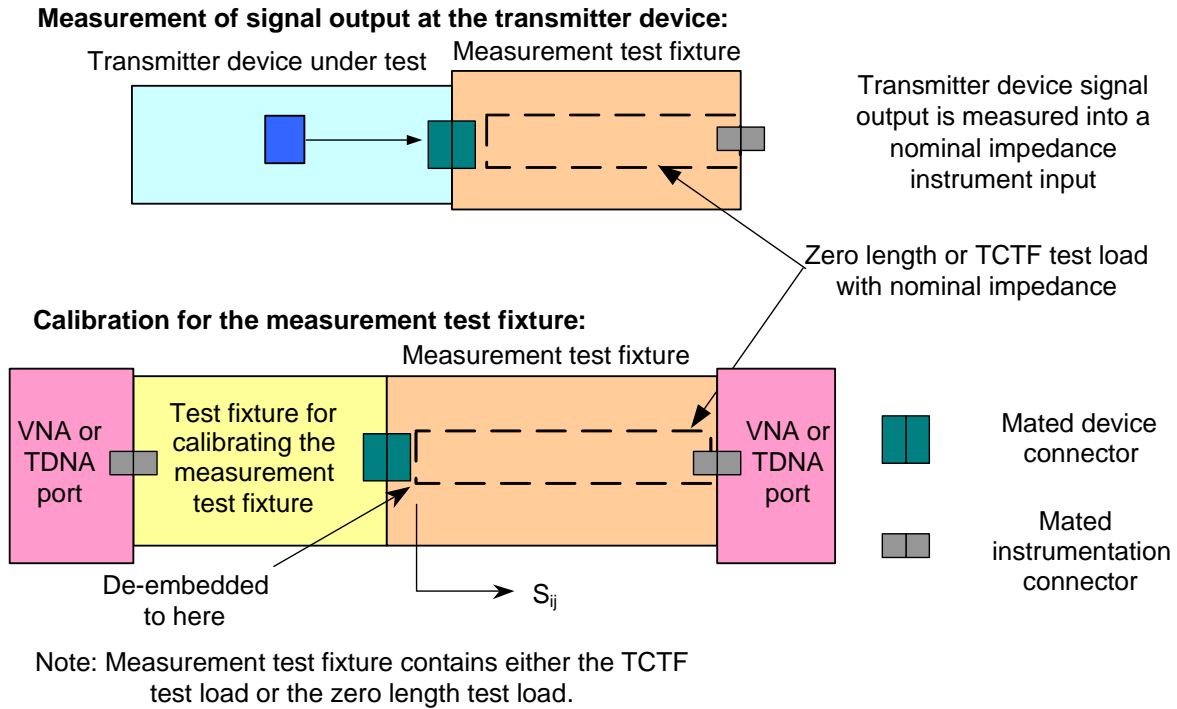 Measurement of signal output at the transmitter device:
Transmitter device under test
Measurement test fixture
Transmitter device signal
output is measured into a
nominal impedance
instrument input
Zero length or TCTF test load
with nominal impedance
Calibration for the measurement test fixture:
Measurement test fixture
VNA or
TDNA
port
Test fixture for
calibrating the
measurement
test fixture
VNA or
TDNA
port
Mated device
connector
Mated
instrumentation
connector
De-embedded
to here
Sij
Note: Measurement test fixture contains either the TCTF
test load or the zero length test load.